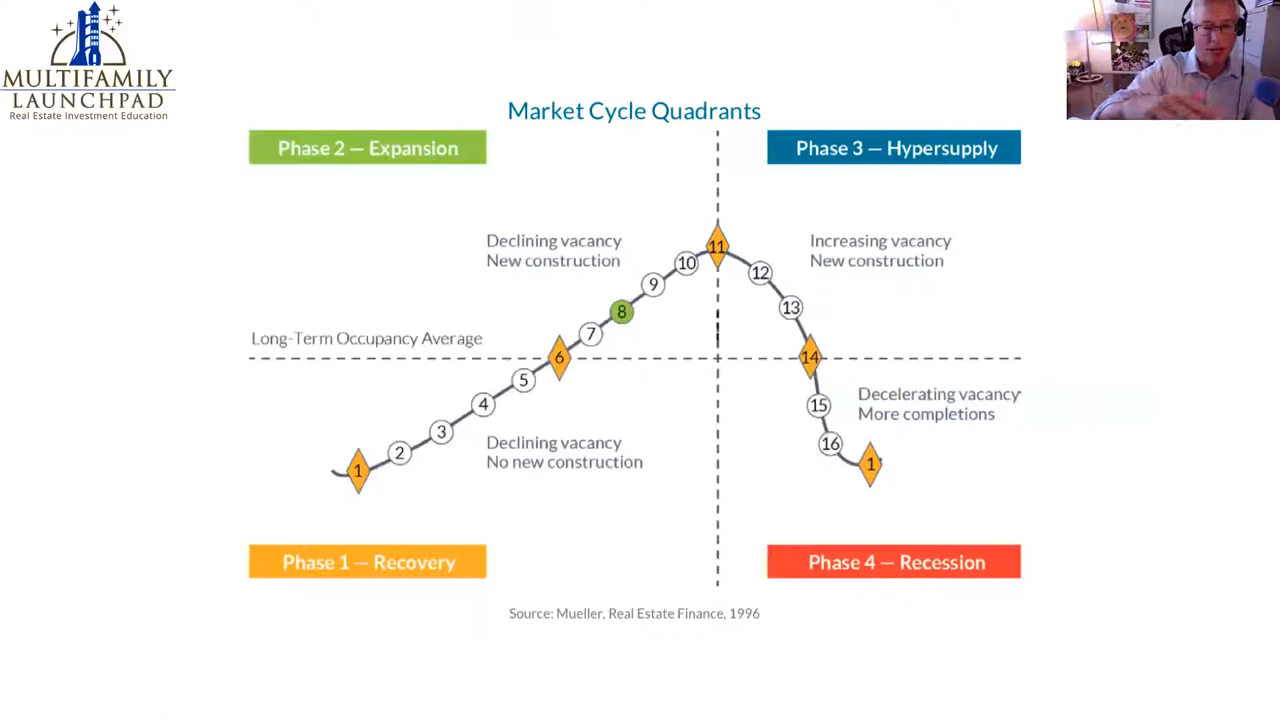 MULTIFAMILY
LAUNCHPAD
Real Estate Investment Education
Market Cycle Quadrants
Phase 2 — Expansion
Phase 3 — Hypersupply
Declining vacancy
New construction
Increasing vacancy
New construction
11
10
12
9
13
8
7
Long-Term Occupancy Average
6
14
5
4
15
Decelerating vacancy
More completions
3
16
2
1
1
Declining vacancy
No new construction
Phase 1 — Recovery
Phase 4 — Recession
Source: Mueller, Real Estate Finance, 1996